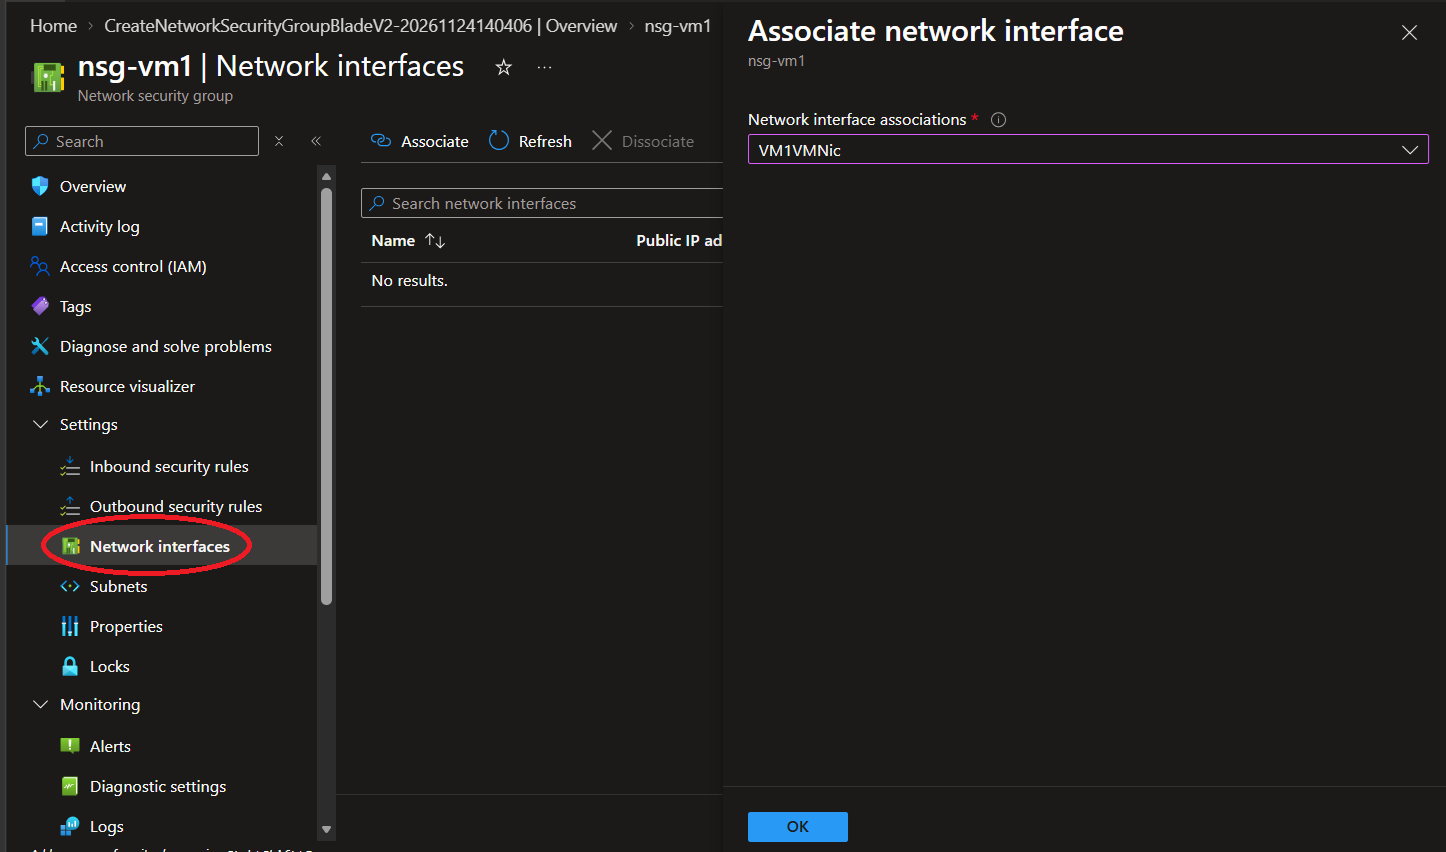 Home > CreateNetworkSecurityGroupBladeV2-20261124140406 | Overview > nsg-vm1
nsg-vm1 | Network interfaces
Network security group
Search
Overview
Activity log
Access control (IAM)
Tags
Diagnose and solve problems
Resource visualizer
Settings
Inbound security rules
Outbound security rules
Network interfaces
Subnets
Properties
Locks
Monitoring
Alerts
Diagnostic settings
Logs
Associate Refresh Dissociate
Search network interfaces
Name Public IP ad
No results.
Associate network interface
nsg-vm1
Network interface associations *
VM1VMNic
OK